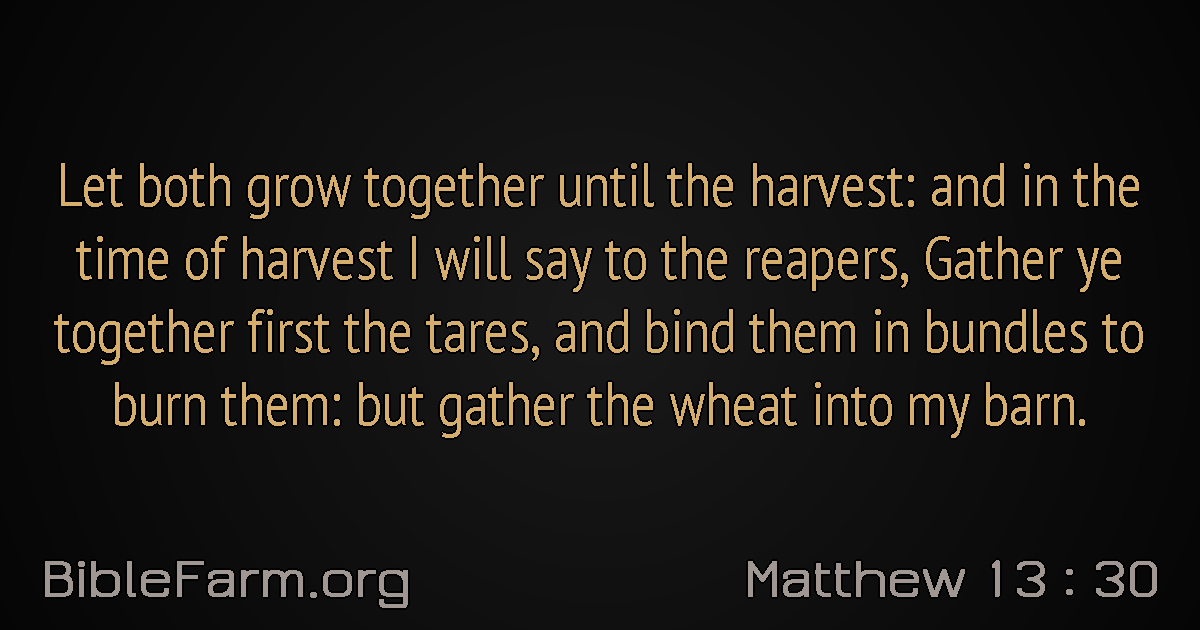 Let both grow together until the harvest: and in the
time of harvest I will say to the reapers, Gather ye
together first the tares, and bind them in bundles to
burn them: but gather the wheat into my barn.
BibleFarm.org
Matthew 13 : 30